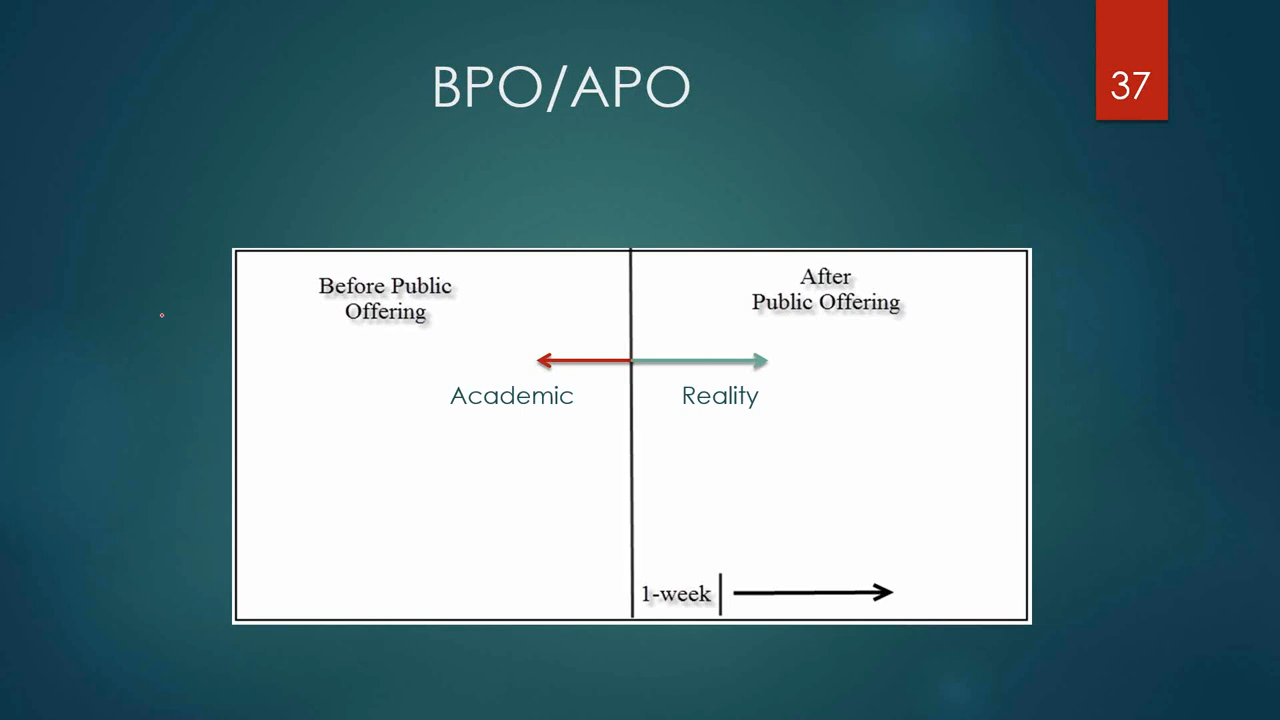 BPO/APO
37
Before Public
Offering
After
Public Offering
Academic
Reality
1-week